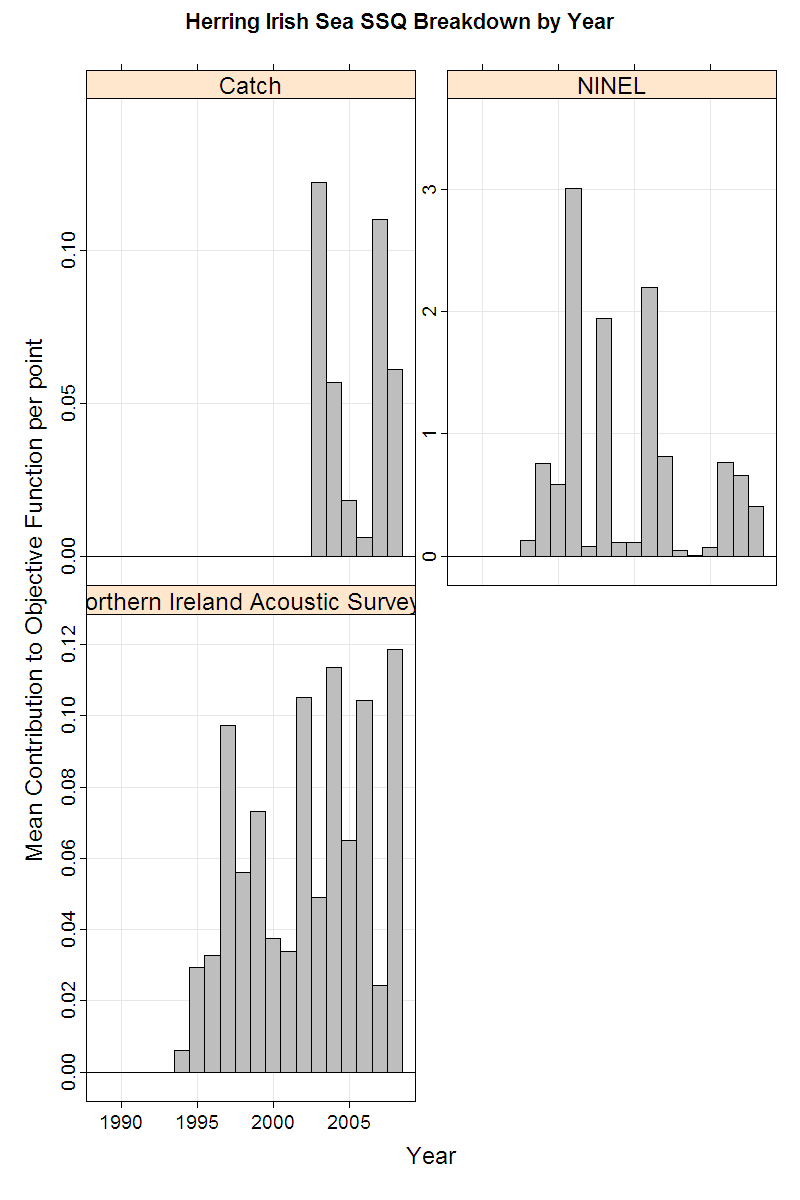 Herring Irish Sea SSQ Breakdown by Year
Catch
NINEL
0.10
0.05
0.00
3
2
1
0
orthern Ireland Acoustic Survey
0.12
0.10
0.08
0.06
0.04
0.02
0.00
1990 1995 2000 2005
Mean Contribution to Objective Function per point
Year